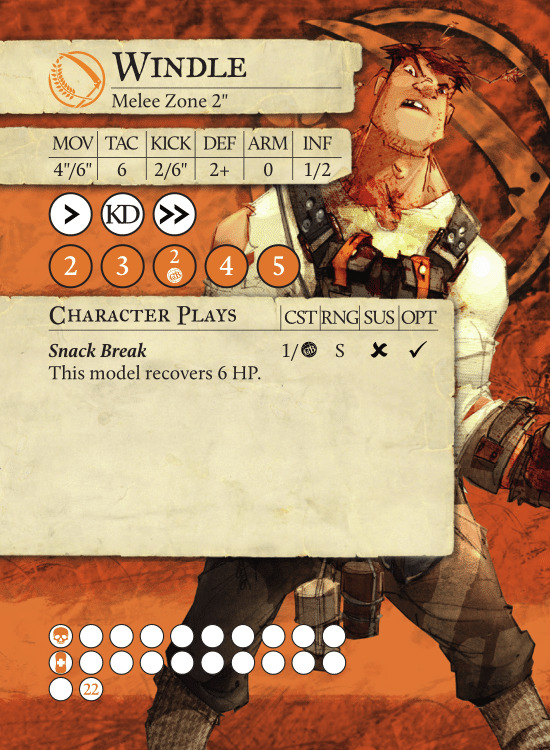 Windle
Melee Zone 2"
MOV TAC KICK DEF ARM INF
4"/6" 6 2/6" 2+ 0 1/2
> KD >>
2 3 2 GB 4 5
Character Plays CST RNG SUS OPT
Snack Break 1/GB S ✘ ✓
This model recovers 6 HP.
22